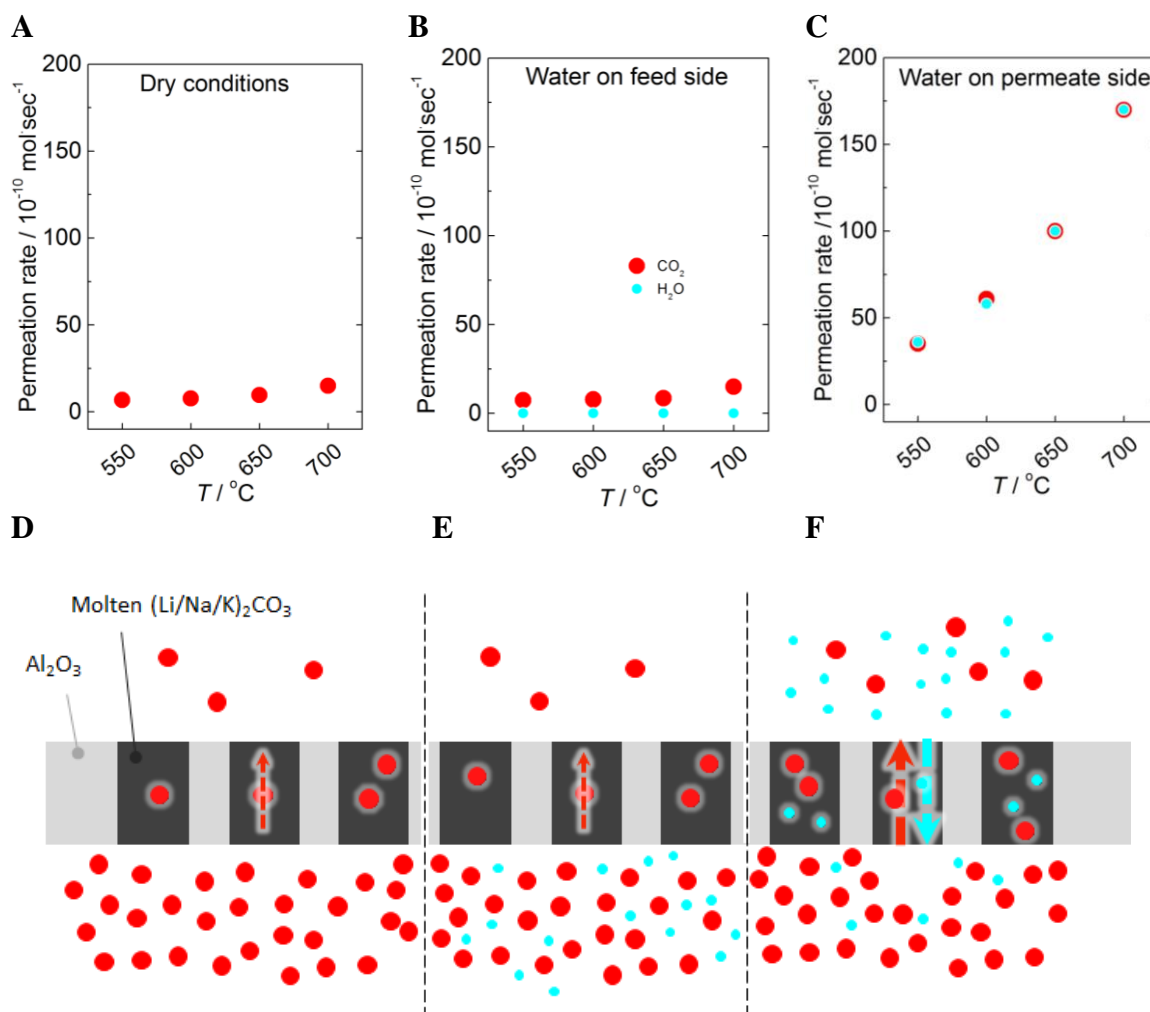 A
B
C
200
150
100
50
0
Dry conditions
Permeation rate / 10⁻¹⁰ mol·sec⁻¹
550
600
650
700
T / °C
200
150
100
50
0
Water on feed side
CO₂
H₂O
Permeation rate / 10⁻¹⁰ mol·sec⁻¹
550
600
650
700
T / °C
200
150
100
50
0
Water on permeate side
Permeation rate /10⁻¹⁰ mol·sec⁻¹
550
600
650
700
T / °C
D
E
F
Molten (Li/Na/K)₂CO₃
Al₂O₃